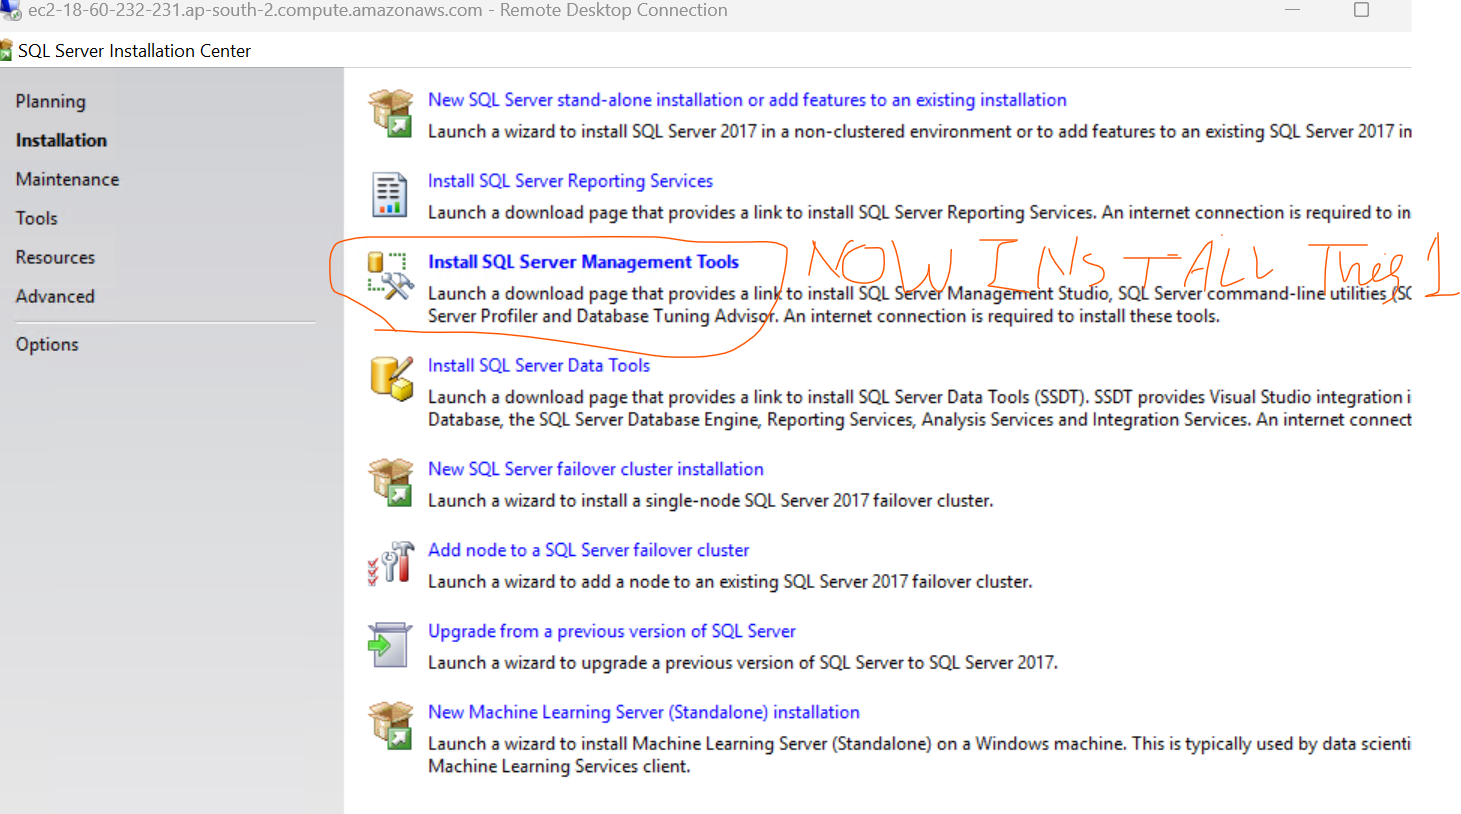 ec2-18-60-232-231.ap-south-2.compute.amazonaws.com - Remote Desktop Connection
SQL Server Installation Center
Planning
Installation
Maintenance
Tools
Resources
Advanced
Options
New SQL Server stand-alone installation or add features to an existing installation
Launch a wizard to install SQL Server 2017 in a non-clustered environment or to add features to an existing SQL Server 2017 in
Install SQL Server Reporting Services
Launch a download page that provides a link to install SQL Server Reporting Services. An internet connection is required to in
Install SQL Server Management Tools
NOW INSTALL This 1
Launch a download page that provides a link to install SQL Server Management Studio, SQL Server command-line utilities (SC
Server Profiler and Database Tuning Advisor. An internet connection is required to install these tools.
Install SQL Server Data Tools
Launch a download page that provides a link to install SQL Server Data Tools (SSDT). SSDT provides Visual Studio integration i
Database, the SQL Server Database Engine, Reporting Services, Analysis Services and Integration Services. An internet connect
New SQL Server failover cluster installation
Launch a wizard to install a single-node SQL Server 2017 failover cluster.
Add node to a SQL Server failover cluster
Launch a wizard to add a node to an existing SQL Server 2017 failover cluster.
Upgrade from a previous version of SQL Server
Launch a wizard to upgrade a previous version of SQL Server to SQL Server 2017.
New Machine Learning Server (Standalone) installation
Launch a wizard to install Machine Learning Server (Standalone) on a Windows machine. This is typically used by data scienti
Machine Learning Services client.